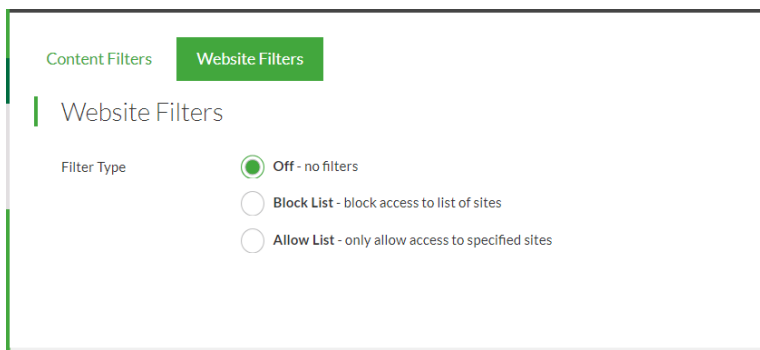 Content Filters Website Filters
Website Filters
Filter Type Off - no filters
Block List - block access to list of sites
Allow List - only allow access to specified sites